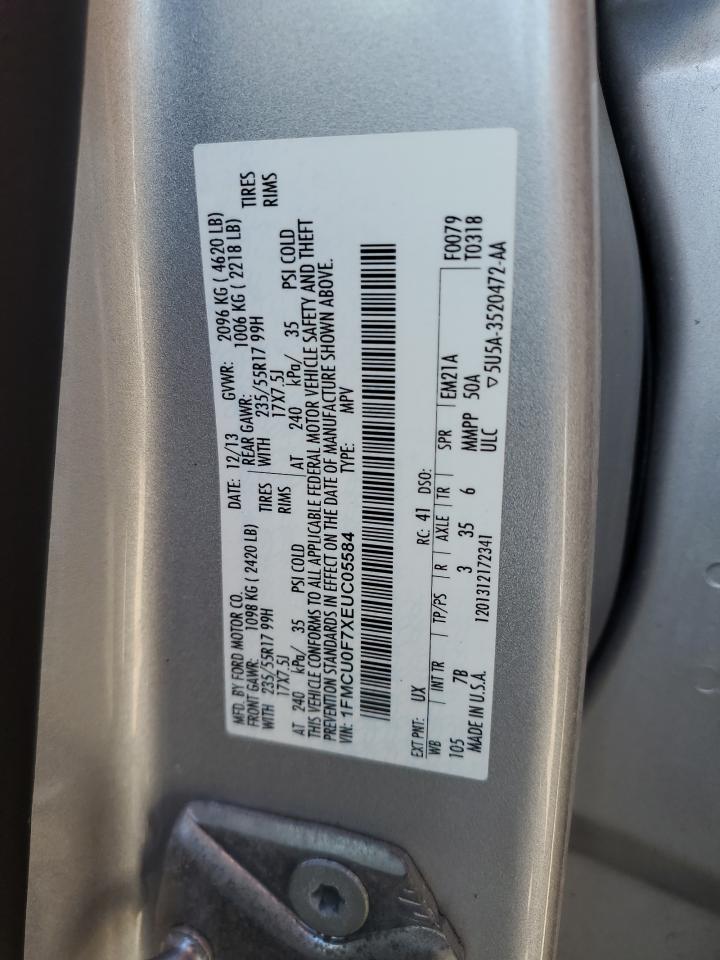 MFD. BY FORD MOTOR CO. DATE: 12/13 GVWR: 2096 KG ( 4620 LB)
FRONT GAWR: 1098 KG ( 2420 LB) REAR GAWR: 1006 KG ( 2218 LB)
WITH 235/55R17 99H TIRES WITH 235/55R17 99H TIRES
17X7.5J RIMS 17X7.5J RIMS
AT 240 kPa/ 35 PSI COLD AT 240 kPa/ 35 PSI COLD
THIS VEHICLE CONFORMS TO ALL APPLICABLE FEDERAL MOTOR VEHICLE SAFETY AND THEFT
PREVENTION STANDARDS IN EFFECT ON THE DATE OF MANUFACTURE SHOWN ABOVE.
VIN: 1FMCU0F7XEUC05584 TYPE: MPV
EXT PNT: UX RC: 41 DSO: F0079
WB INT TR TP/PS R AXLE TR SPR EM21A T0318
105 7B 3 35 6 MMPP 50A
MADE IN U.S.A. 1201312172341 ULC ▽5U5A-3520472-AA